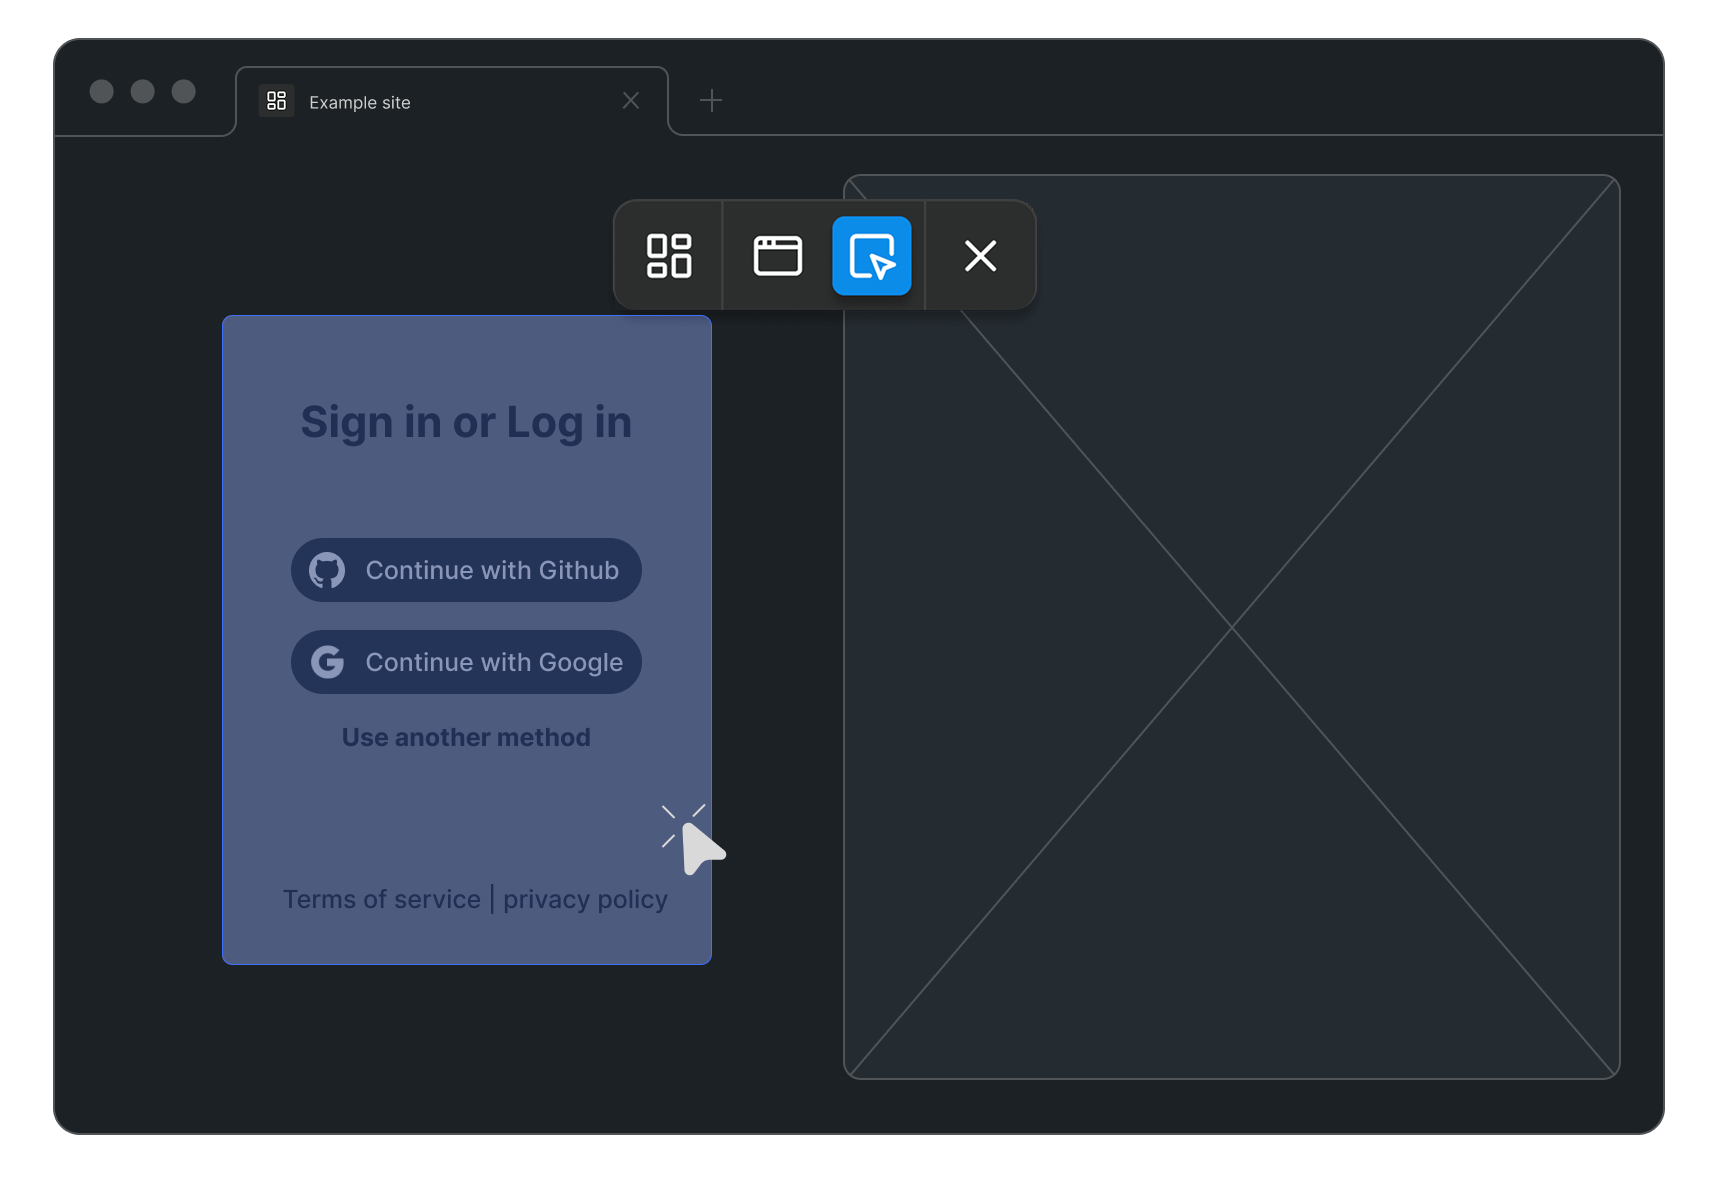 Example site
Sign in or Log in
Continue with Github
Continue with Google
Use another method
Terms of service | privacy policy